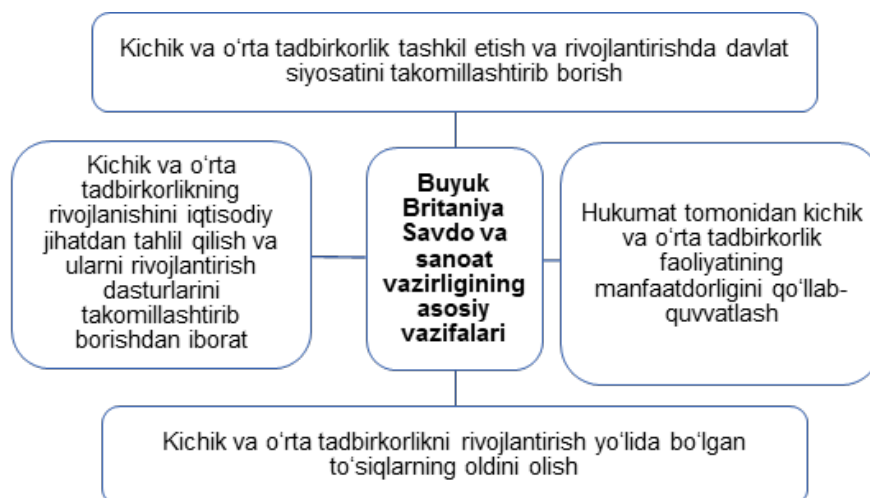 Kichik va o‘rta tadbirkorlik tashkil etish va rivojlantirishda davlat
siyosatini takomillashtirib borish
Kichik va o‘rta
tadbirkorlikning
rivojlanishini iqtisodiy
jihatdan tahlil qilish va
ularni rivojlantirish
dasturlarini
takomillashtirib
borishdan iborat
Buyuk
Britaniya
Savdo va
sanoat
vazirligining
asosiy
vazifalari
Hukumat tomonidan kichik
va o‘rta tadbirkorlik
faoliyatining
manfaatdorligini qo‘llab-
quvvatlash
Kichik va o‘rta tadbirkorlikni rivojlantirish yo‘lida bo‘lgan
to‘siqlarning oldini olish